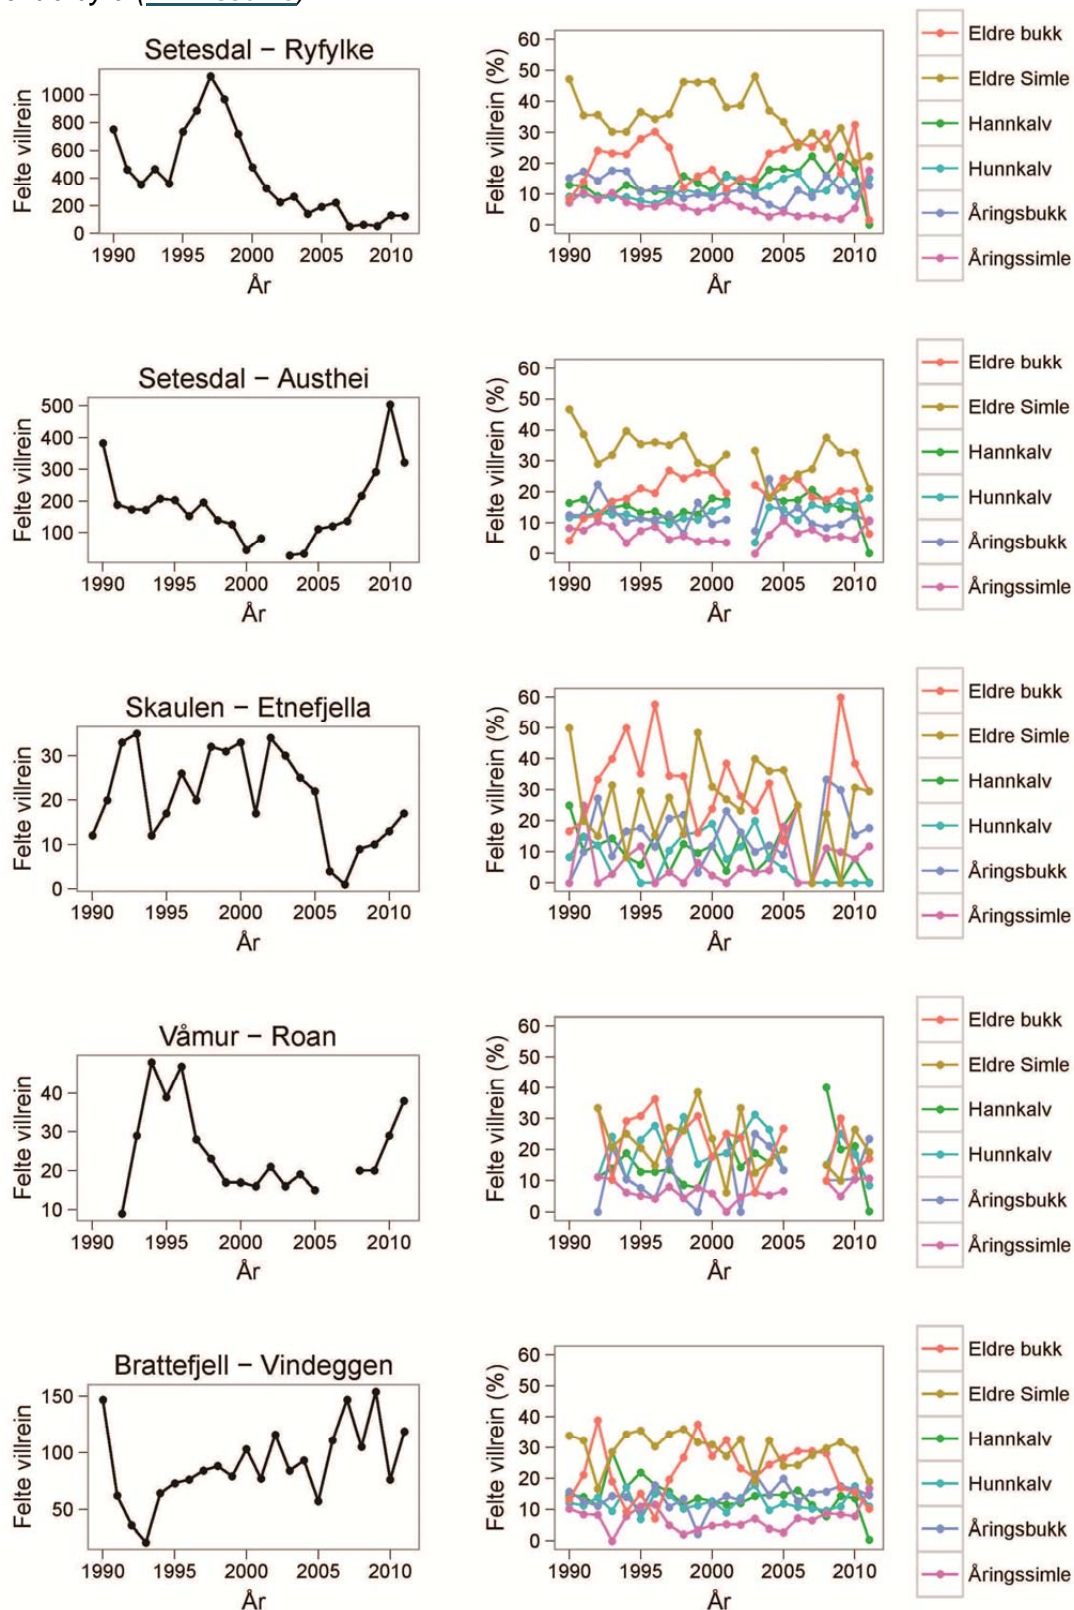 Setesdal − Ryfylke
Felte villrein
1000
800
600
400
200
0
1990 1995 2000 2005 2010
År
Felte villrein (%)
60
50
40
30
20
10
0
1990 1995 2000 2005 2010
År
Eldre bukk
Eldre Simle
Hannkalv
Hunnkalv
Åringsbukk
Åringssimle
Setesdal − Austhei
Felte villrein
500
400
300
200
100
1990 1995 2000 2005 2010
År
Felte villrein (%)
60
50
40
30
20
10
0
1990 1995 2000 2005 2010
År
Eldre bukk
Eldre Simle
Hannkalv
Hunnkalv
Åringsbukk
Åringssimle
Skaulen − Etnefjella
Felte villrein
30
20
10
0
1990 1995 2000 2005 2010
År
Felte villrein (%)
60
50
40
30
20
10
0
1990 1995 2000 2005 2010
År
Eldre bukk
Eldre Simle
Hannkalv
Hunnkalv
Åringsbukk
Åringssimle
Våmur − Roan
Felte villrein
40
30
20
10
1990 1995 2000 2005 2010
År
Felte villrein (%)
60
50
40
30
20
10
0
1990 1995 2000 2005 2010
År
Eldre bukk
Eldre Simle
Hannkalv
Hunnkalv
Åringsbukk
Åringssimle
Brattefjell − Vindeggen
Felte villrein
150
100
50
1990 1995 2000 2005 2010
År
Felte villrein (%)
60
50
40
30
20
10
0
1990 1995 2000 2005 2010
År
Eldre bukk
Eldre Simle
Hannkalv
Hunnkalv
Åringsbukk
Åringssimle